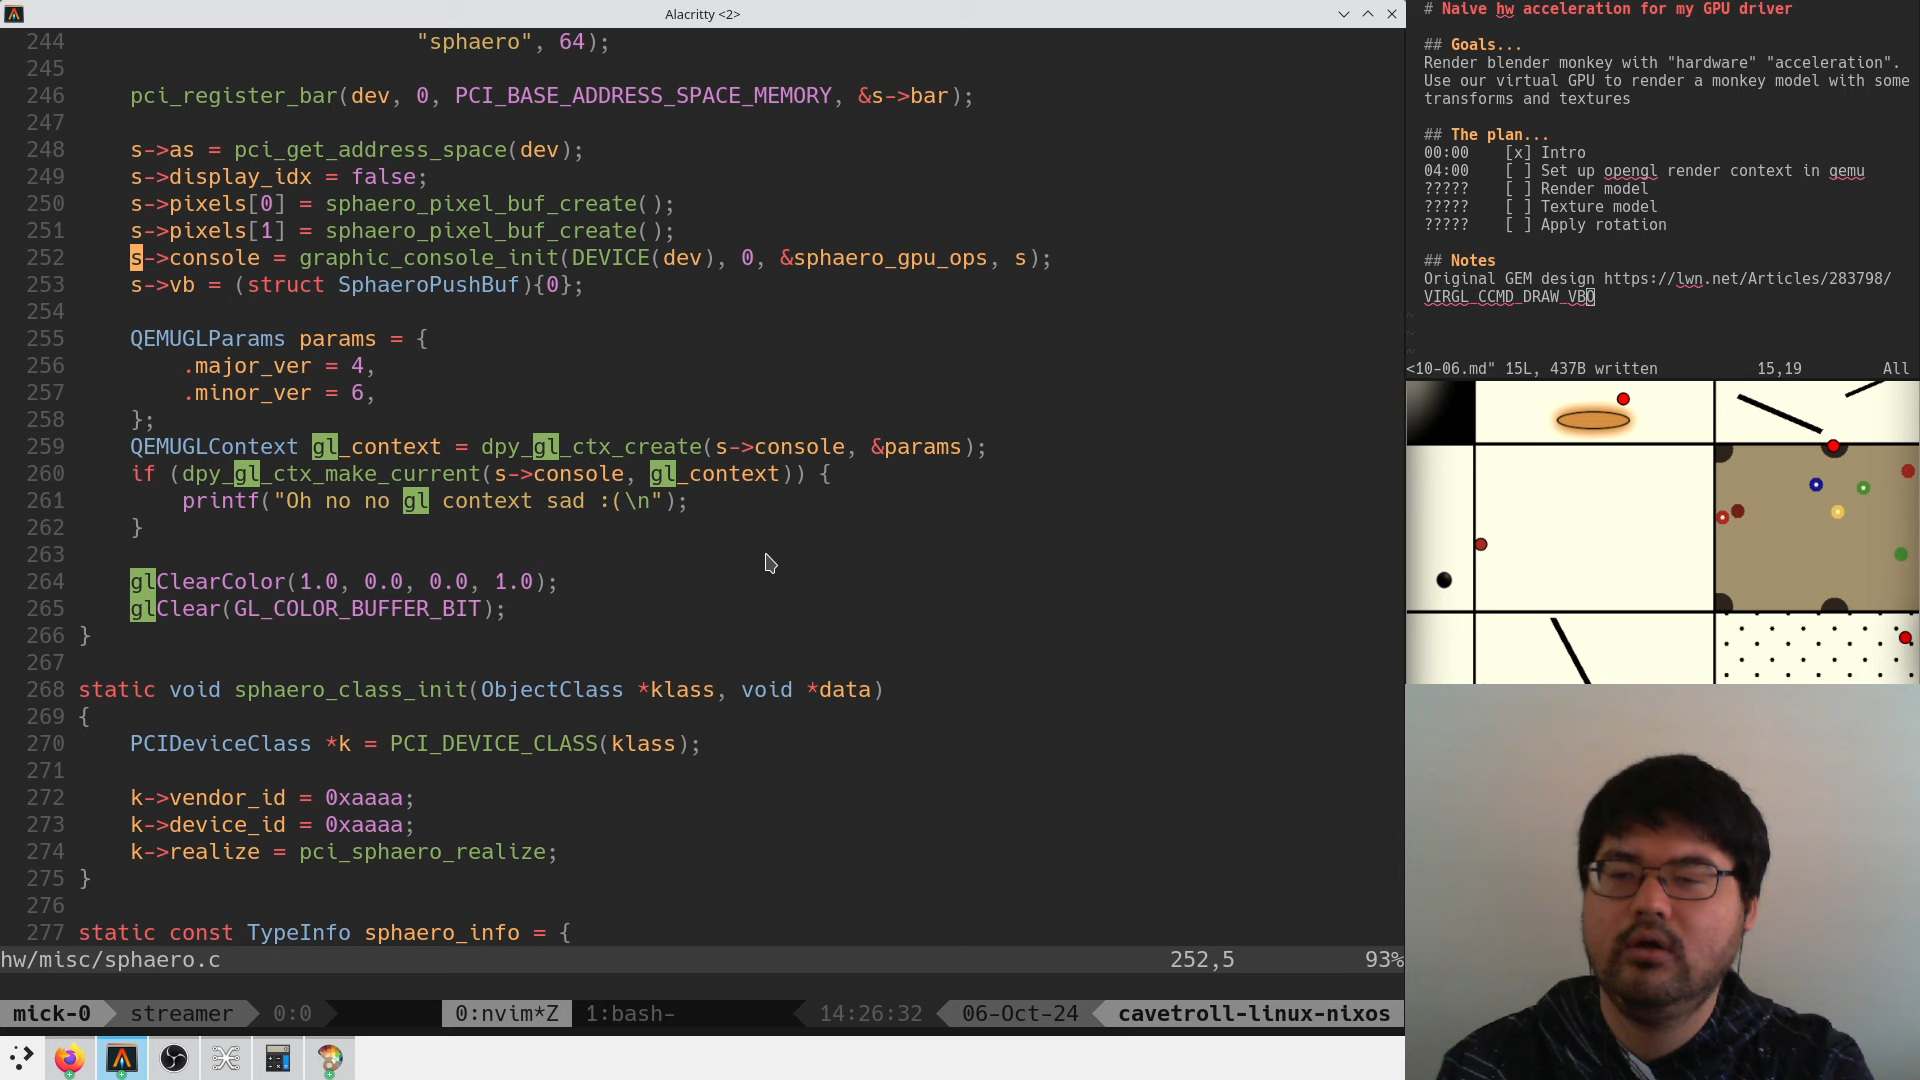 Alacritty <2>
244                           "sphaero", 64);
245
246     pci_register_bar(dev, 0, PCI_BASE_ADDRESS_SPACE_MEMORY, &s->bar);
247
248     s->as = pci_get_address_space(dev);
249     s->display_idx = false;
250     s->pixels[0] = sphaero_pixel_buf_create();
251     s->pixels[1] = sphaero_pixel_buf_create();
252     s->console = graphic_console_init(DEVICE(dev), 0, &sphaero_gpu_ops, s);
253     s->vb = (struct SphaeroPushBuf){0};
254
255     QEMUGLParams params = {
256         .major_ver = 4,
257         .minor_ver = 6,
258     };
259     QEMUGLContext gl_context = dpy_gl_ctx_create(s->console, &params);
260     if (dpy_gl_ctx_make_current(s->console, gl_context)) {
261         printf("Oh no no gl context sad :(\n");
262     }
263
264     glClearColor(1.0, 0.0, 0.0, 1.0);
265     glClear(GL_COLOR_BUFFER_BIT);
266 }
267
268 static void sphaero_class_init(ObjectClass *klass, void *data)
269 {
270     PCIDeviceClass *k = PCI_DEVICE_CLASS(klass);
271
272     k->vendor_id = 0xaaaa;
273     k->device_id = 0xaaaa;
274     k->realize = pci_sphaero_realize;
275 }
276
277 static const TypeInfo sphaero_info = {
hw/misc/sphaero.c 252,5 93%
mick-0 streamer 0:0 0:nvim*Z 1:bash- 14:26:32 06-Oct-24 cavetroll-linux-nixos
# Naive hw acceleration for my GPU driver
## Goals...
Render blender monkey with "hardware" "acceleration".
Use our virtual GPU to render a monkey model with some
transforms and textures
## The plan...
00:00    [x] Intro
04:00    [ ] Set up opengl render context in qemu
?????    [ ] Render model
?????    [ ] Texture model
?????    [ ] Apply rotation
## Notes
Original GEM design https://lwn.net/Articles/283798/
VIRGL_CCMD_DRAW_VBO
~
~
~
<10-06.md" 15L, 437B written 15,19 All